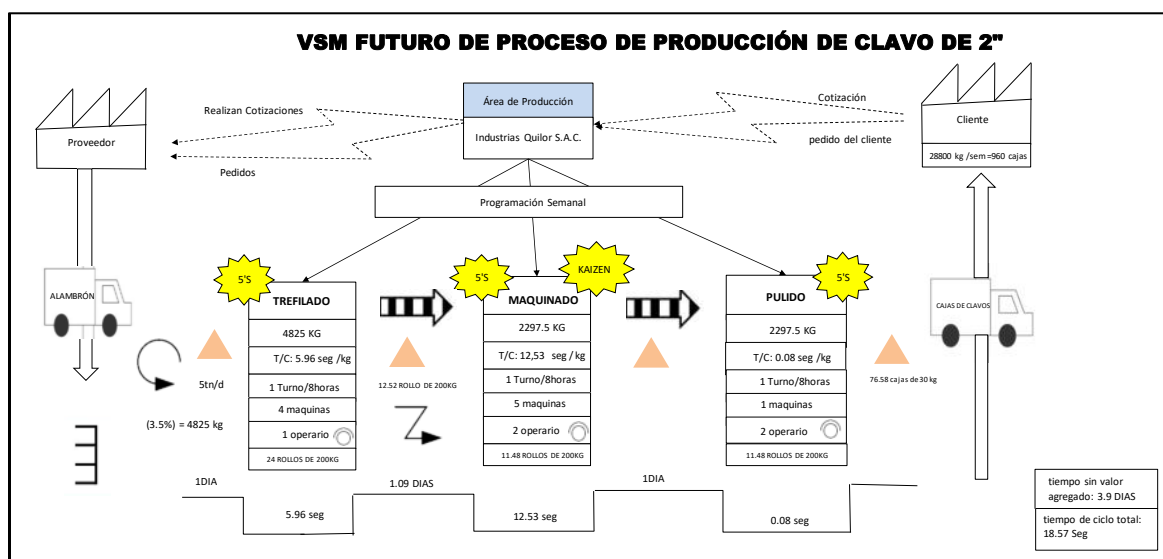 VSM FUTURO DE PROCESO DE PRODUCCIÓN DE CLAVO DE 2"
Proveedor
Realizan Cotizaciones
Pedidos
Área de Producción
Industrias Quilor S.A.C.
Cotización
pedido del cliente
Cliente
28800 kg /sem =960 cajas
Programación Semanal
ALAMBRÓN
5tn/d
(3.5%) = 4825 kg
5'S
TREFILADO
4825 KG
T/C: 5.96 seg /kg
1 Turno/8horas
4 maquinas
1 operario
24 ROLLOS DE 200KG
12.52 ROLLO DE 200KG
5'S
KAIZEN
MAQUINADO
2297.5 KG
T/C: 12,53 seg / kg
1 Turno/8horas
5 maquinas
2 operario
11.48 ROLLOS DE 200KG
5'S
PULIDO
2297.5 KG
T/C: 0.08 seg /kg
1 Turno/8horas
1 maquinas
2 operario
11.48 ROLLOS DE 200KG
76.58 cajas de 30 kg
CAJAS DE CLAVOS
1DIA
5.96 seg
1.09 DIAS
12.53 seg
1DIA
0.08 seg
tiempo sin valor
agregado: 3.9 DIAS
tiempo de ciclo total:
18.57 Seg